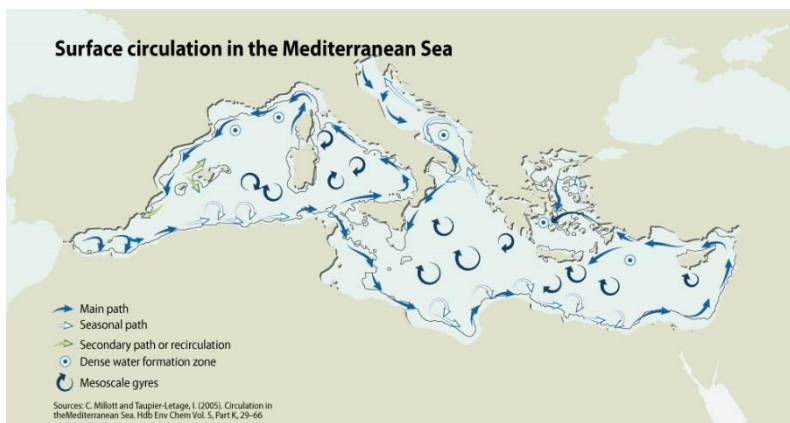 Surface circulation in the Mediterranean Sea
Main path
Seasonal path
Secondary path or recirculation
Dense water formation zone
Mesoscale gyres
Sources: C. Millott and Taupier-Letage, I. (2005). Circulation in
theMediterranean Sea. Hdb Env Chem Vol. 5, Part K, 29–66